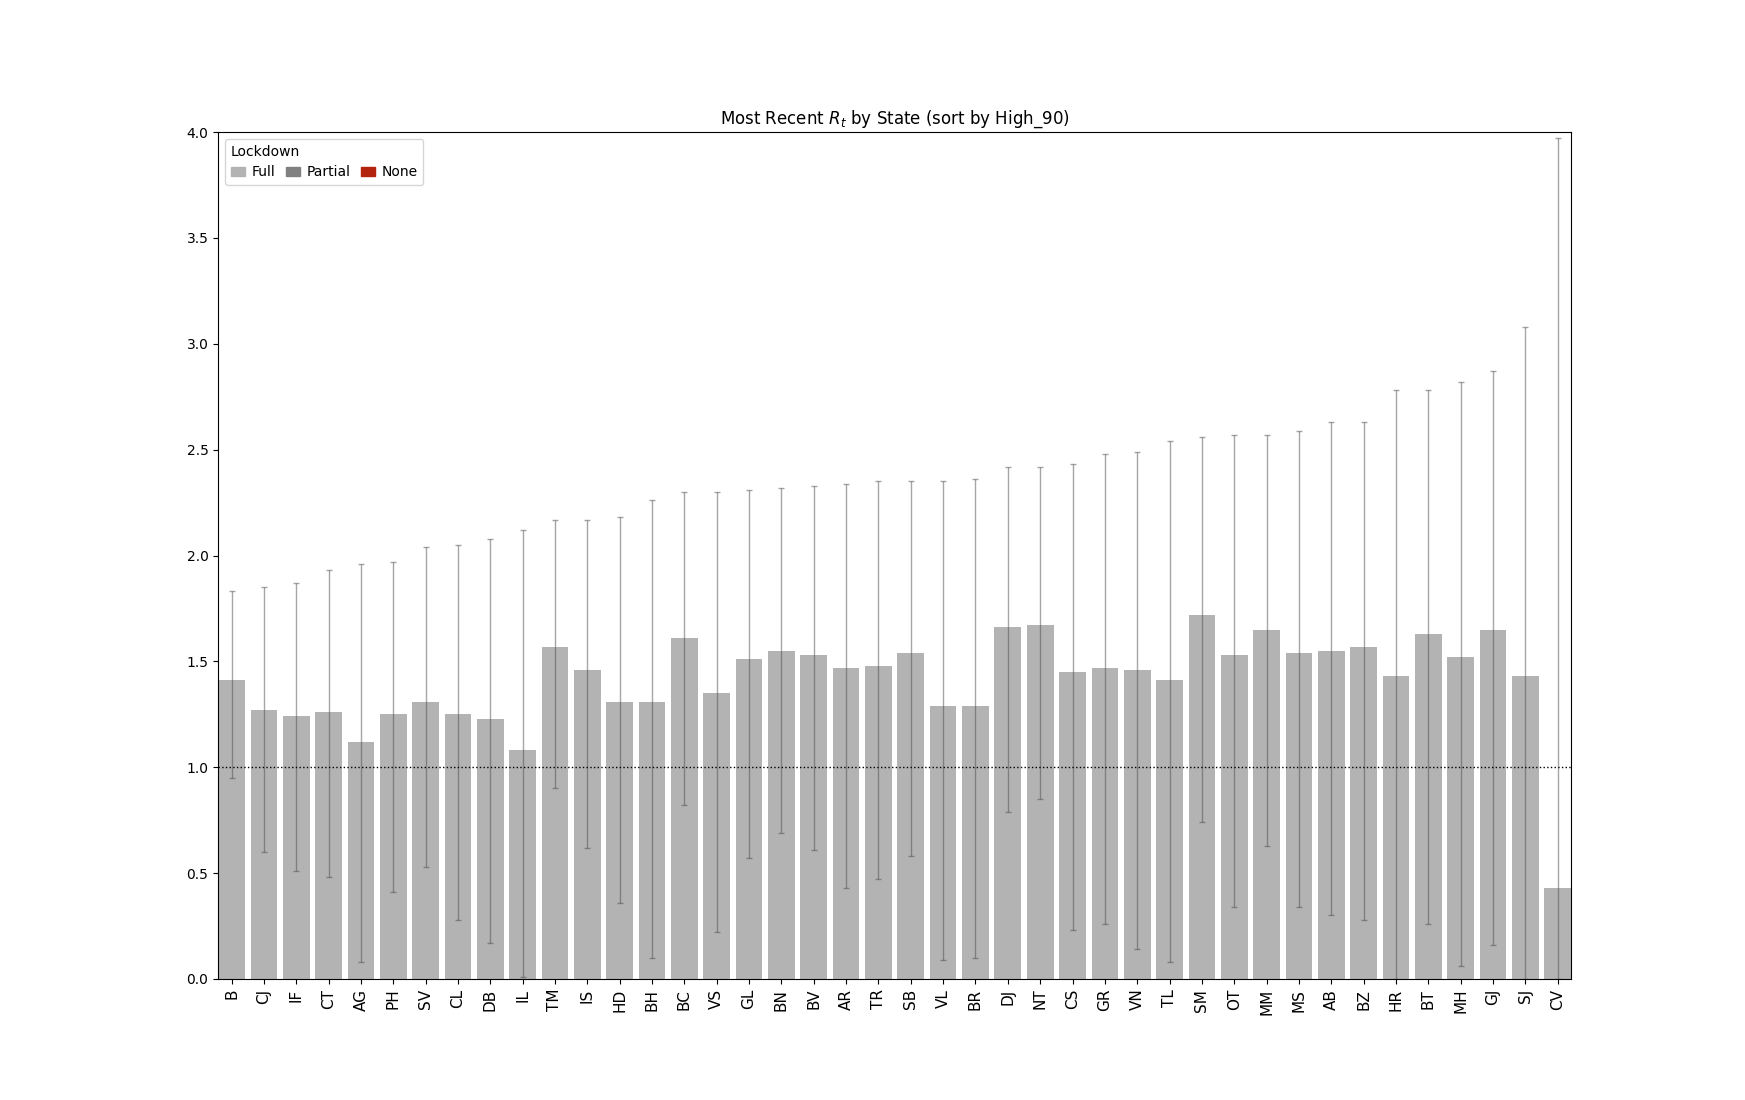 Most Recent R_t by State (sort by High_90)
Lockdown
Full Partial None
4.0
3.5
3.0
2.5
2.0
1.5
1.0
0.5
0.0
B CJ IF CT AG PH SV CL DB IL TM IS HD BH BC VS GL BN BV AR TR SB VL BR DJ NT CS GR VN TL SM OT MM MS AB BZ HR BT MH GJ SJ CV